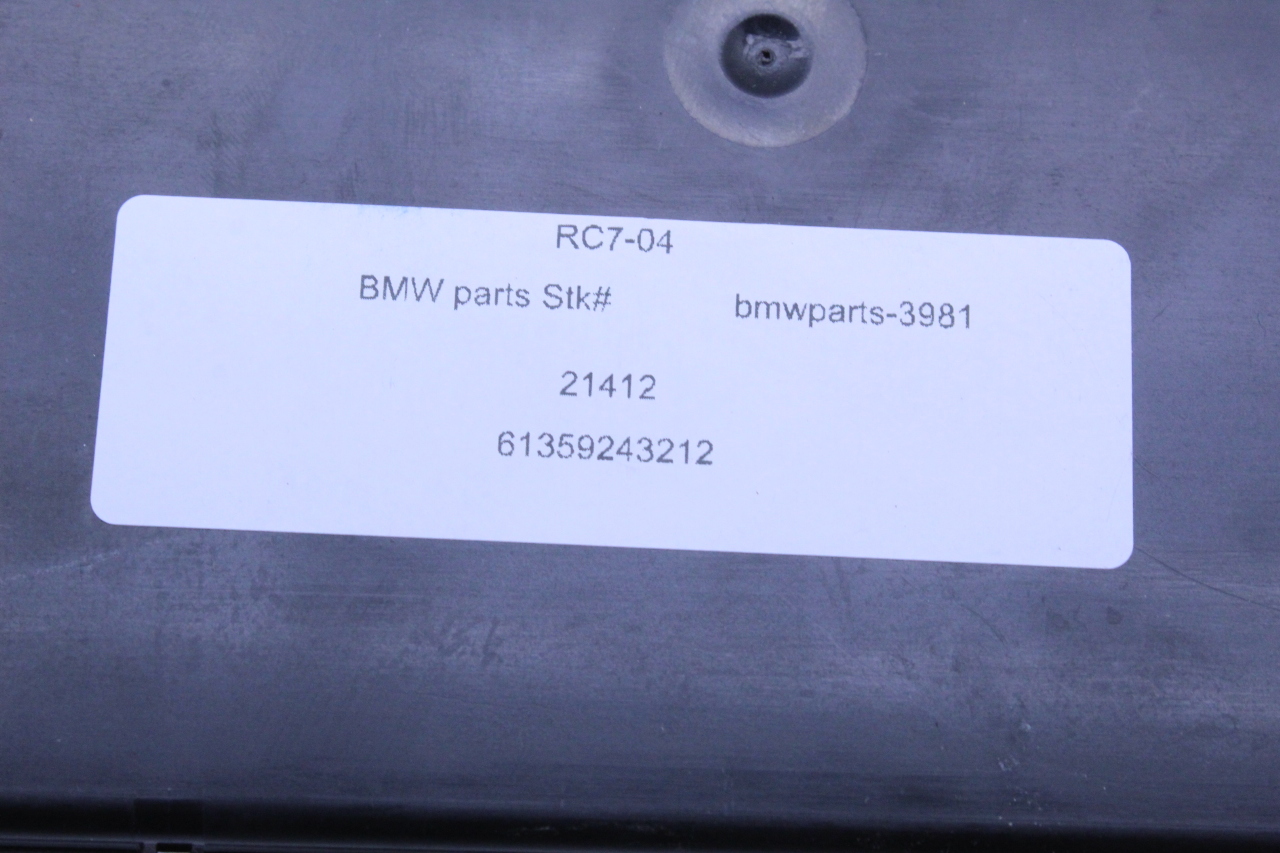 RC7-04
BMW parts Stk# bmwparts-3981
21412
61359243212